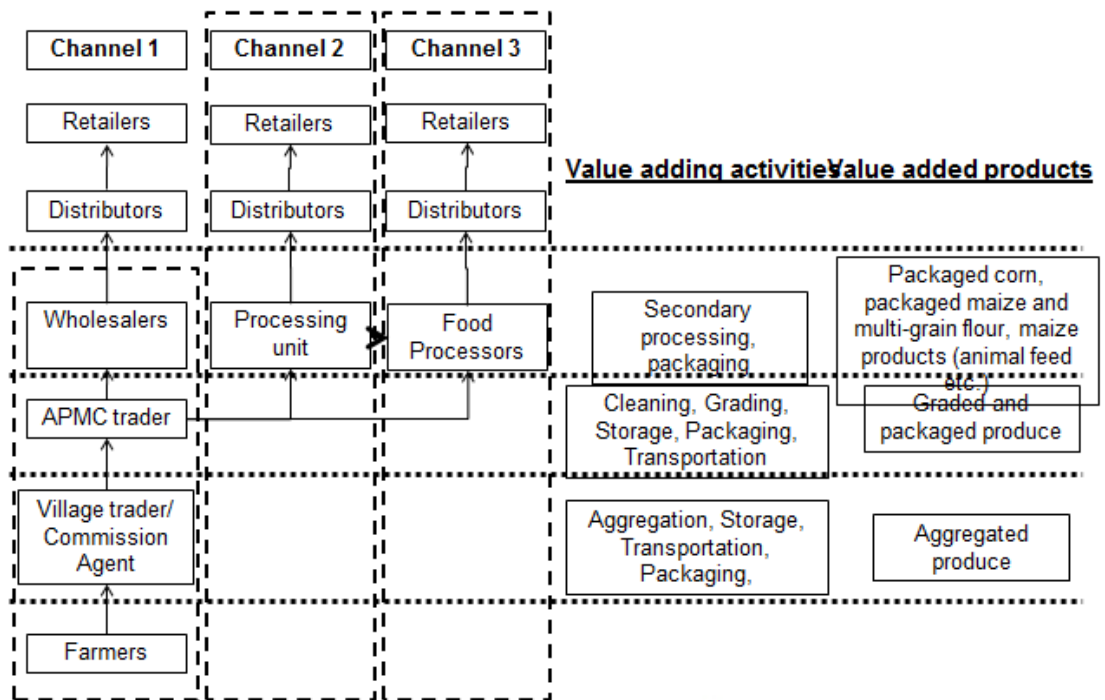 Channel 1
Channel 2
Channel 3
Retailers
Retailers
Retailers
Value adding activities
Value added products
Distributors
Distributors
Distributors
Wholesalers
Processing
unit
Food
Processors
Secondary
processing,
packaging
Packaged corn,
packaged maize and
multi-grain flour, maize
products (animal feed
etc.)
APMC trader
Cleaning, Grading,
Storage, Packaging,
Transportation
Graded and
packaged produce
Village trader/
Commission
Agent
Aggregation, Storage,
Transportation,
Packaging,
Aggregated
produce
Farmers